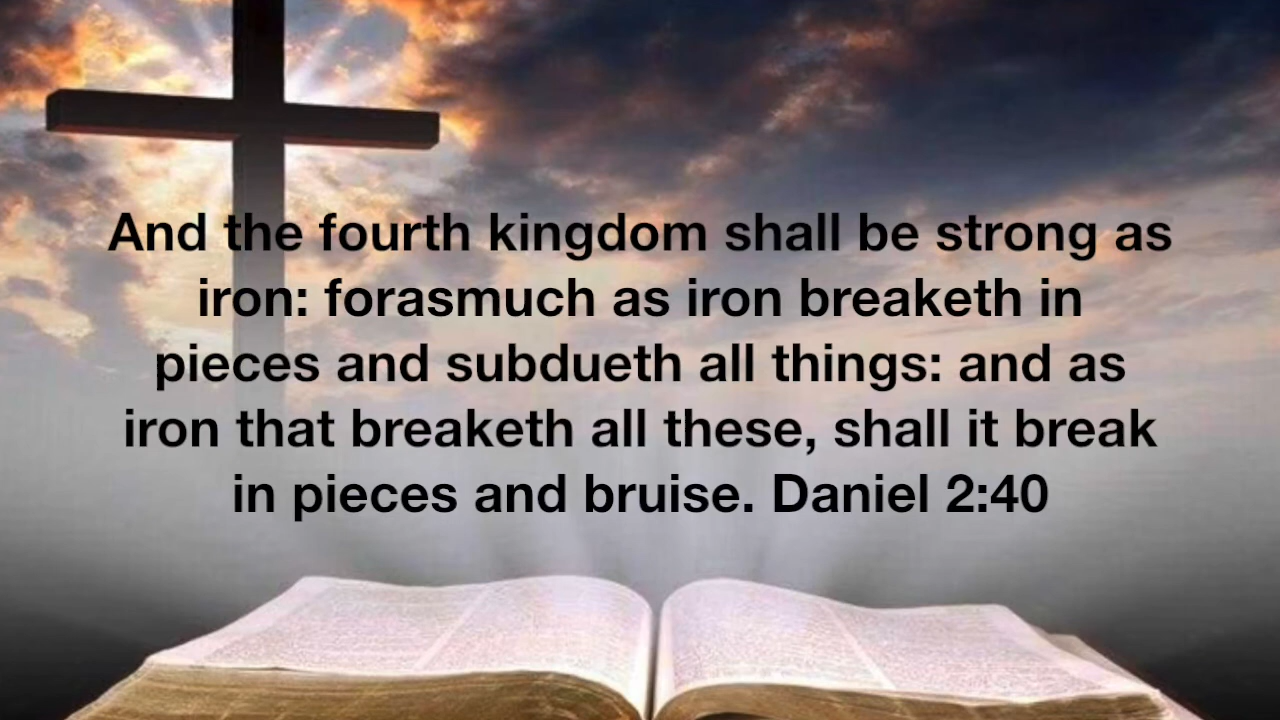 And the fourth kingdom shall be strong as
iron: forasmuch as iron breaketh in
pieces and subdueth all things: and as
iron that breaketh all these, shall it break
in pieces and bruise. Daniel 2:40